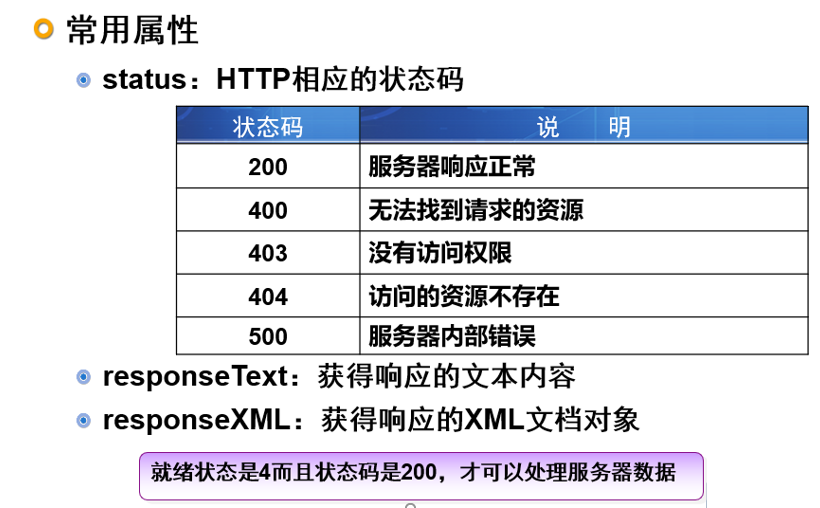 常用属性
status：HTTP相应的状态码
状态码 说 明
200 服务器响应正常
400 无法找到请求的资源
403 没有访问权限
404 访问的资源不存在
500 服务器内部错误
responseText：获得响应的文本内容
responseXML：获得响应的XML文档对象
就绪状态是4而且状态码是200，才可以处理服务器数据